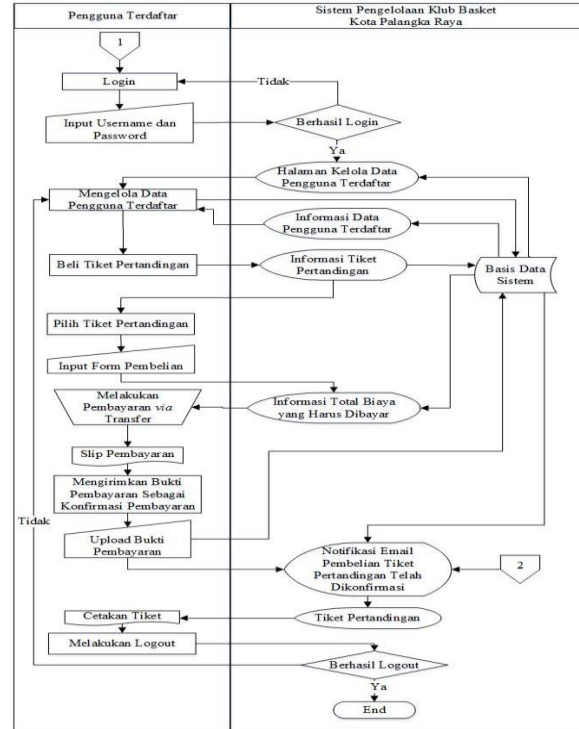 Pengguna Terdaftar
Sistem Pengelolaan Klub Basket
Kota Palangka Raya
1
Login
Tidak
Input Username dan
Password
Berhasil Login
Ya
Halaman Kelola Data
Pengguna Terdaftar
Mengelola Data
Pengguna Terdaftar
Informasi Data
Pengguna Terdaftar
Beli Tiket Pertandingan
Informasi Tiket
Pertandingan
Basis Data
Sistem
Pilih Tiket Pertandingan
Input Form Pembelian
Melakukan
Pembayaran via
Transfer
Informasi Total Biaya
yang Harus Dibayar
Slip Pembayaran
Mengirimkan Bukti
Pembayaran Sebagai
Konfirmasi Pembayaran
Tidak
Upload Bukti
Pembayaran
Notifikasi Email
Pembelian Tiket
Pertandingan Telah
Dikonfirmasi
2
Cetakan Tiket
Tiket Pertandingan
Melakukan Logout
Berhasil Logout
Ya
End